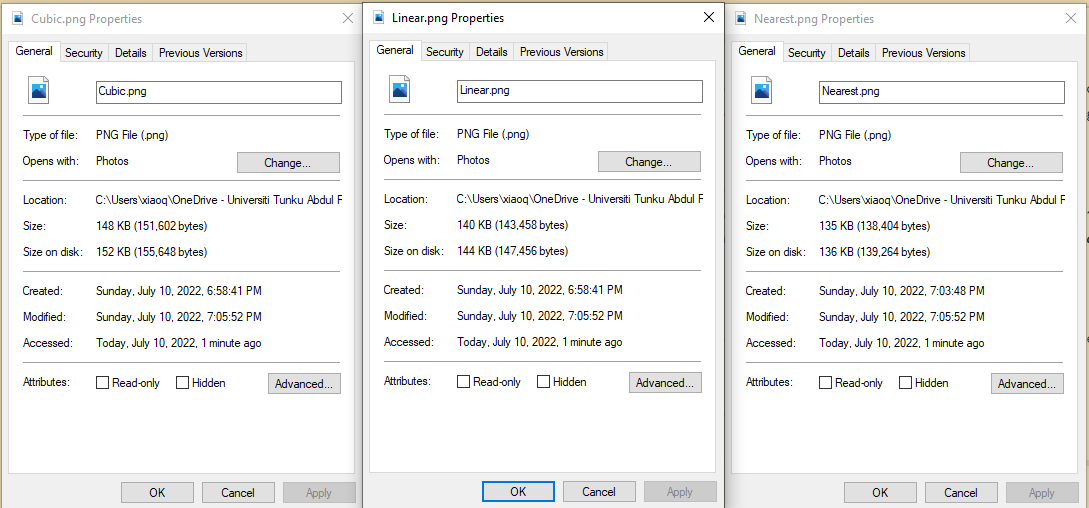 Cubic.png Properties
General Security Details Previous Versions
Cubic.png
Type of file: PNG File (.png)
Opens with: Photos Change...
Location: C:\Users\xiaoq\OneDrive - Universiti Tunku Abdul F
Size: 148 KB (151,602 bytes)
Size on disk: 152 KB (155,648 bytes)
Created: Sunday, July 10, 2022, 6:58:41 PM
Modified: Sunday, July 10, 2022, 7:05:52 PM
Accessed: Today, July 10, 2022, 1 minute ago
Attributes: Read-only Hidden Advanced...
OK Cancel Apply
Linear.png Properties
General Security Details Previous Versions
Linear.png
Type of file: PNG File (.png)
Opens with: Photos Change...
Location: C:\Users\xiaoq\OneDrive - Universiti Tunku Abdul F
Size: 140 KB (143,458 bytes)
Size on disk: 144 KB (147,456 bytes)
Created: Sunday, July 10, 2022, 6:58:41 PM
Modified: Sunday, July 10, 2022, 7:05:52 PM
Accessed: Today, July 10, 2022, 1 minute ago
Attributes: Read-only Hidden Advanced...
OK Cancel Apply
Nearest.png Properties
General Security Details Previous Versions
Nearest.png
Type of file: PNG File (.png)
Opens with: Photos Change...
Location: C:\Users\xiaoq\OneDrive - Universiti Tunku Abdul F
Size: 135 KB (138,404 bytes)
Size on disk: 136 KB (139,264 bytes)
Created: Sunday, July 10, 2022, 7:03:48 PM
Modified: Sunday, July 10, 2022, 7:05:52 PM
Accessed: Today, July 10, 2022, 1 minute ago
Attributes: Read-only Hidden Advanced...
OK Cancel Apply